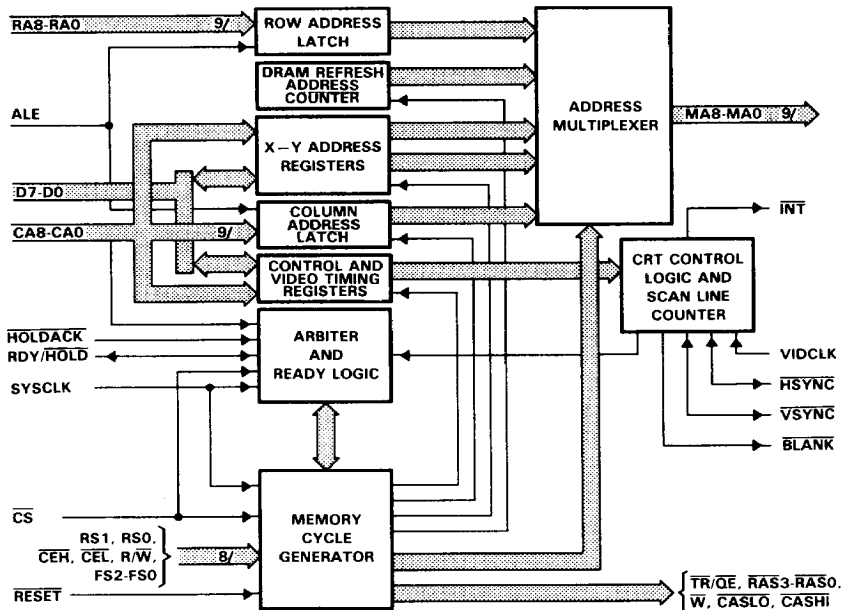 RA8-RA0
9/
ROW ADDRESS
LATCH
DRAM REFRESH
ADDRESS
COUNTER
ADDRESS
MULTIPLEXER
MA8-MA0 9/
ALE
X–Y ADDRESS
REGISTERS
D7-D0
COLUMN
ADDRESS
LATCH
CA8-CA0
9/
INT
CONTROL AND
VIDEO TIMING
REGISTERS
CRT CONTROL
LOGIC AND
SCAN LINE
COUNTER
HOLDACK
RDY/HOLD
SYSCLK
ARBITER
AND
READY LOGIC
VIDCLK
HSYNC
VSYNC
BLANK
CS
RS1, RS0,
CEH, CEL, R/W,
FS2-FS0
8/
MEMORY
CYCLE
GENERATOR
RESET
TR/QE, RAS3-RAS0,
W, CASLO, CASHI